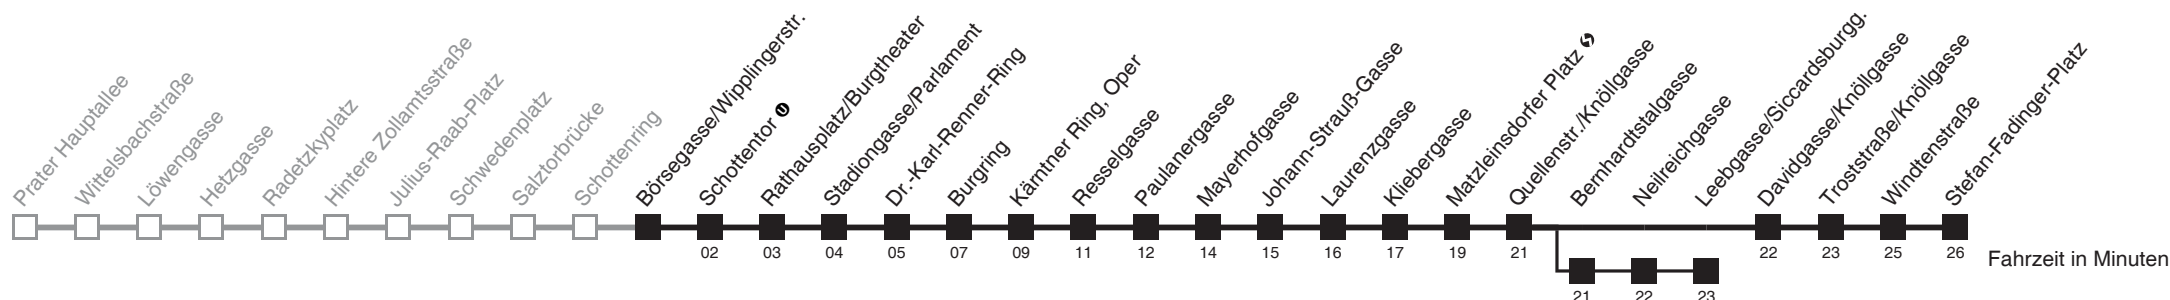 Prater Hauptallee
Wittelsbachstraße
Löwengasse
Hetzgasse
Radetzkyplatz
Hintere Zollamtsstraße
Julius-Raab-Platz
Schwedenplatz
Salztorbrücke
Schottenring
Börsegasse/Wipplingerstr.
Schottentor U
Rathausplatz/Burgtheater
Stadiongasse/Parlament
Dr.-Karl-Renner-Ring
Burgring
Kärntner Ring, Oper
Resselgasse
Paulanergasse
Mayerhofgasse
Johann-Strauß-Gasse
Laurenzgasse
Kliebergasse
Matzleinsdorfer Platz
Quellenstr./Knöllgasse
Bernhardtstalgasse
Neilreichgasse
Leebgasse/Siccardsburgg.
Davidgasse/Knöllgasse
Troststraße/Knöllgasse
Windtenstraße
Stefan-Fadinger-Platz
02 03 04 05 07 09 11 12 14 15 16 17 19 21 22 23 25 26
Fahrzeit in Minuten
21 22 23